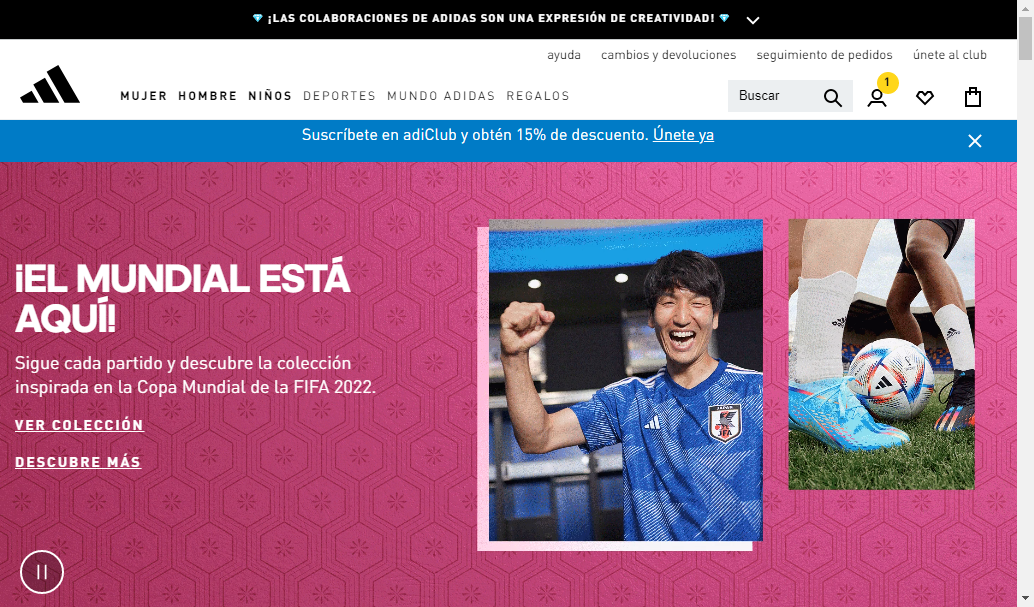 ¡LAS COLABORACIONES DE ADIDAS SON UNA EXPRESIÓN DE CREATIVIDAD!
ayuda cambios y devoluciones seguimiento de pedidos únete al club
MUJER HOMBRE NIÑOS DEPORTES MUNDO ADIDAS REGALOS
Buscar
1
Suscríbete en adiClub y obtén 15% de descuento. Únete ya
¡EL MUNDIAL ESTÁ
AQUÍ!
Sigue cada partido y descubre la colección
inspirada en la Copa Mundial de la FIFA 2022.
VER COLECCIÓN
DESCUBRE MÁS
JAPAN
JFA